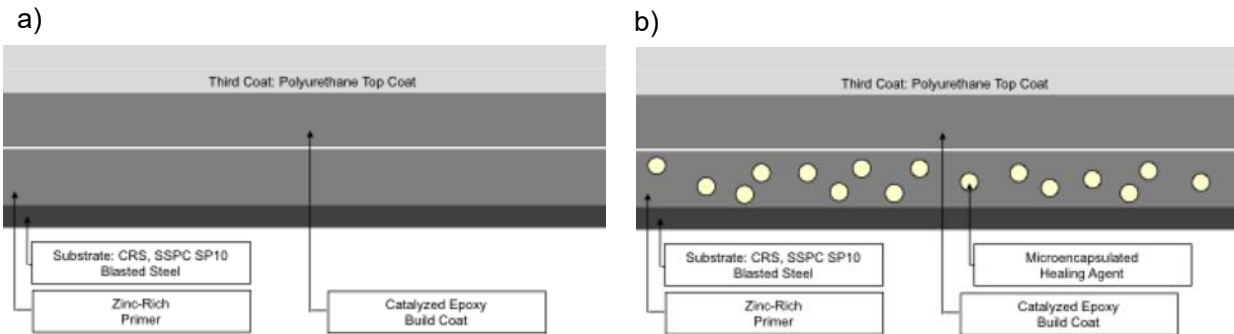 a)
Third Coat: Polyurethane Top Coat
Substrate: CRS, SSPC SP10
Blasted Steel
Zinc-Rich
Primer
Catalyzed Epoxy
Build Coat
b)
Third Coat: Polyurethane Top Coat
Substrate: CRS, SSPC SP10
Blasted Steel
Microencapsulated
Healing Agent
Zinc-Rich
Primer
Catalyzed Epoxy
Build Coat